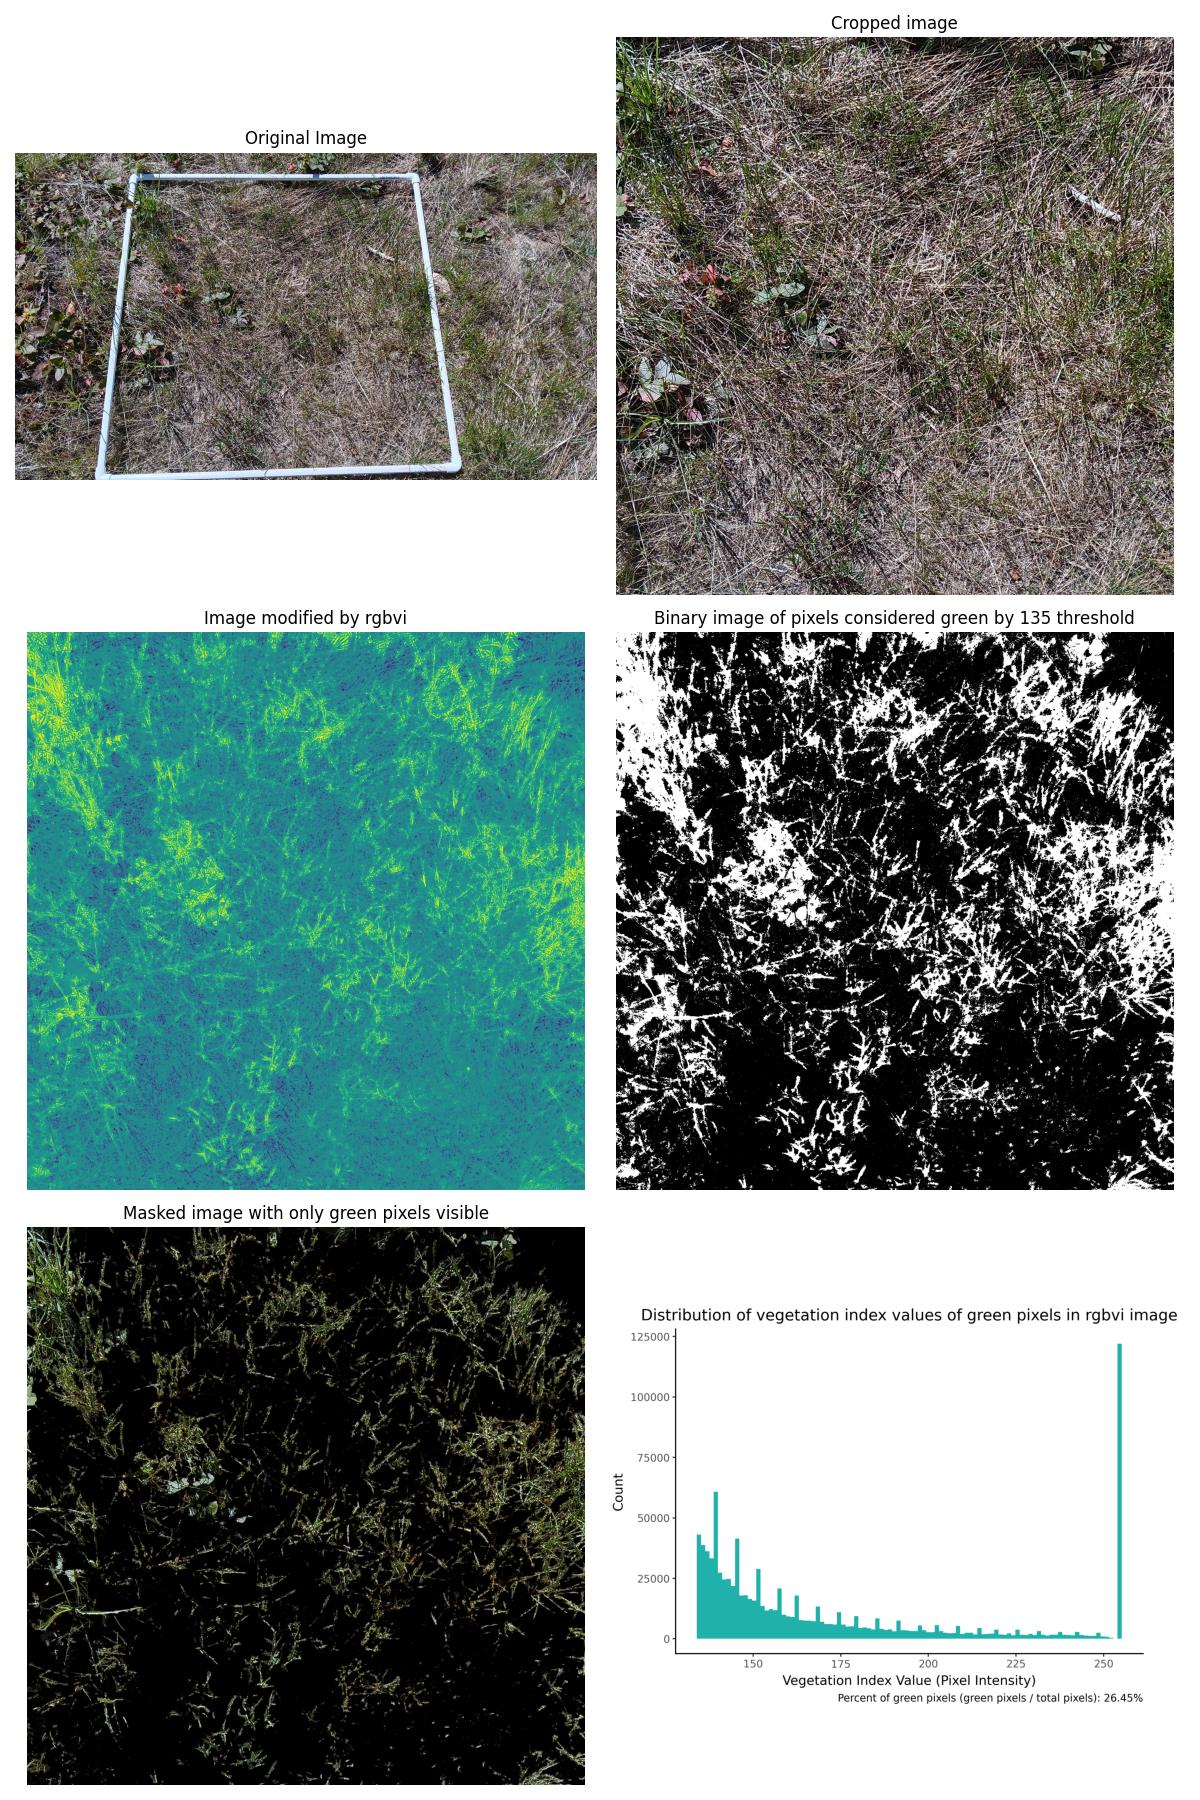 Original Image
Cropped image
Image modified by rgbvi
Binary image of pixels considered green by 135 threshold
Masked image with only green pixels visible
Distribution of vegetation index values of green pixels in rgbvi image
125000
100000
75000
50000
25000
0
Count
150
175
200
225
250
Vegetation Index Value (Pixel Intensity)
Percent of green pixels (green pixels / total pixels): 26.45%